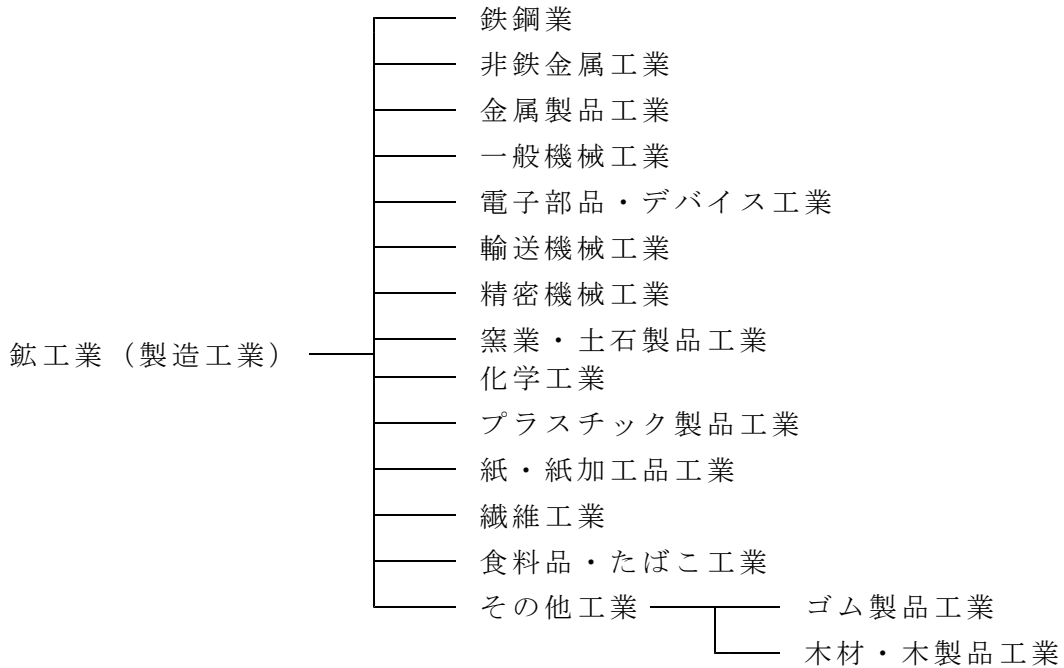 鉄鋼業
非鉄金属工業
金属製品工業
一般機械工業
電子部品・デバイス工業
輸送機械工業
精密機械工業
窯業・土石製品工業
鉱工業（製造工業）
化学工業
プラスチック製品工業
紙・紙加工品工業
繊維工業
食料品・たばこ工業
その他工業
ゴム製品工業
木材・木製品工業